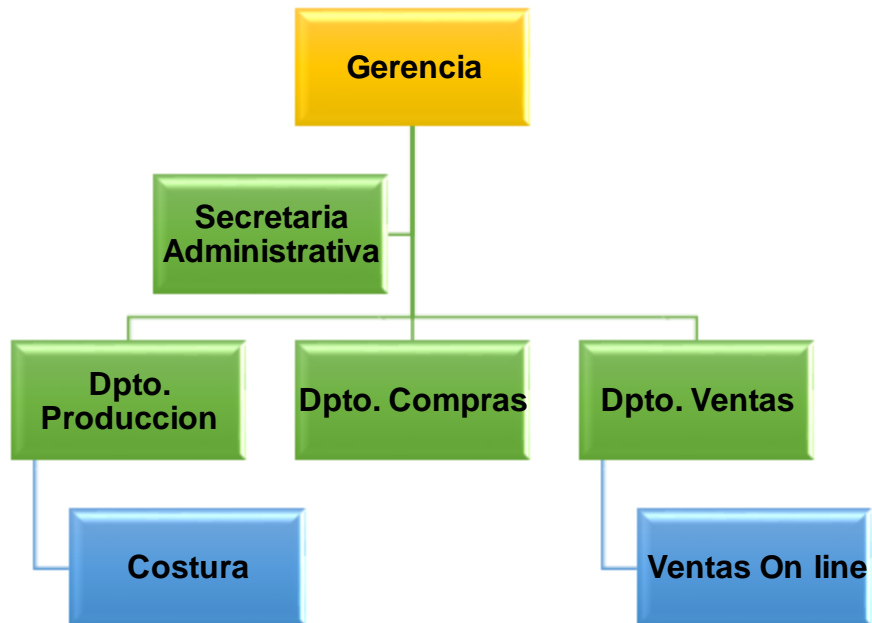 Gerencia
Secretaria
Administrativa
Dpto.
Produccion
Dpto. Compras
Dpto. Ventas
Costura
Ventas On line